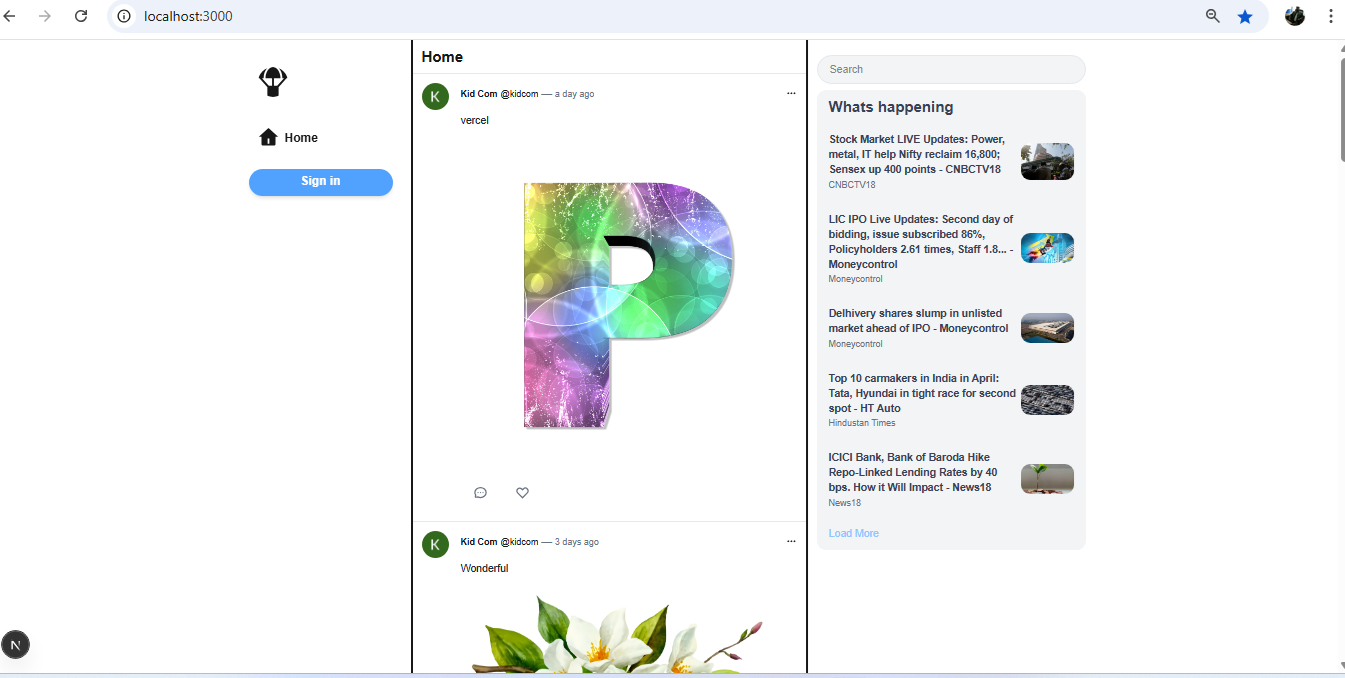 localhost:3000
Home
Sign in
Home
K
Kid Com @kidcom — a day ago
...
vercel
P
K
Kid Com @kidcom — 3 days ago
...
Wonderful
Search
Whats happening
Stock Market LIVE Updates: Power,
metal, IT help Nifty reclaim 16,800;
Sensex up 400 points - CNBCTV18
CNBCTV18
LIC IPO Live Updates: Second day of
bidding, issue subscribed 86%,
Policyholders 2.61 times, Staff 1.8... -
Moneycontrol
Moneycontrol
Delhivery shares slump in unlisted
market ahead of IPO - Moneycontrol
Moneycontrol
Top 10 carmakers in India in April:
Tata, Hyundai in tight race for second
spot - HT Auto
Hindustan Times
ICICI Bank, Bank of Baroda Hike
Repo-Linked Lending Rates by 40
bps. How it Will Impact - News18
News18
Load More
N